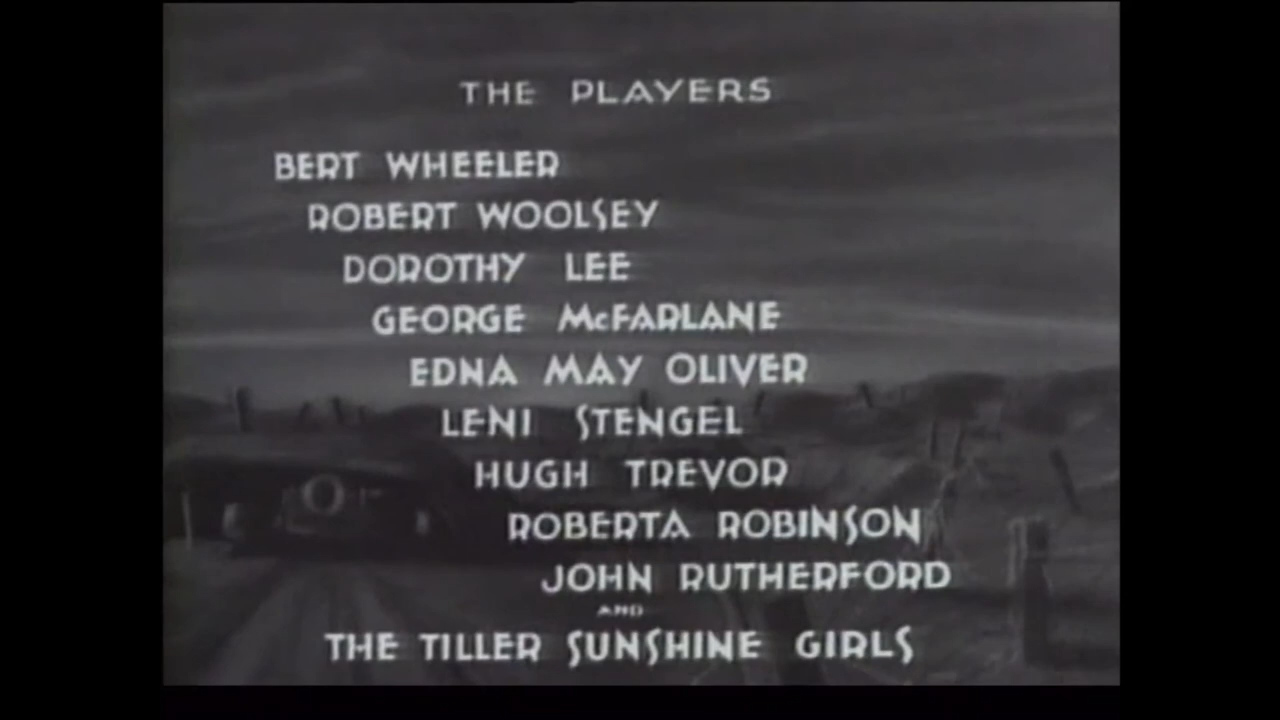 THE PLAYERS
BERT WHEELER
ROBERT WOOLSEY
DOROTHY LEE
GEORGE McFARLANE
EDNA MAY OLIVER
LENI STENGEL
HUGH TREVOR
ROBERTA ROBINSON
JOHN RUTHERFORD
AND
THE TILLER SUNSHINE GIRLS